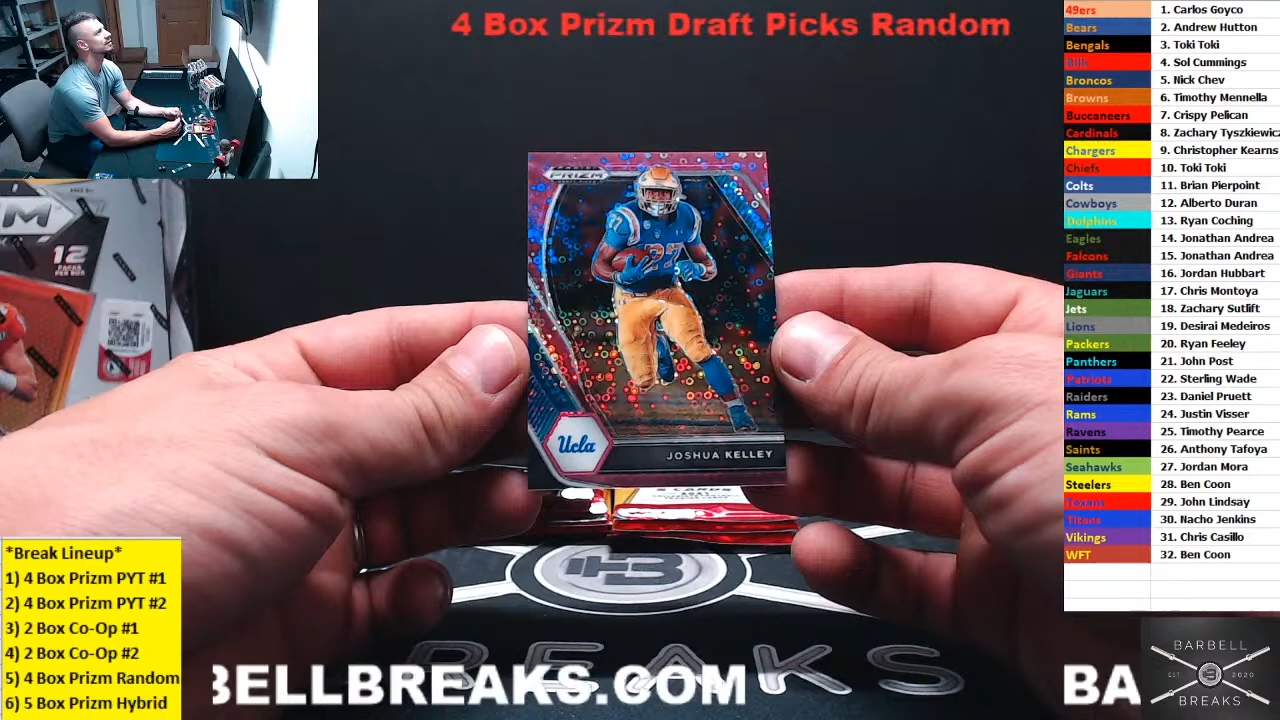 4 Box Prizm Draft Picks Random
49ers 1. Carlos Goyco
Bears 2. Andrew Hutton
Bengals 3. Toki Toki
Bills 4. Sol Cummings
Broncos 5. Nick Chev
Browns 6. Timothy Mennella
Buccaneers 7. Crispy Pelican
Cardinals 8. Zachary Tyszkiewicz
Chargers 9. Christopher Kearns
Chiefs 10. Toki Toki
Colts 11. Brian Pierpoint
Cowboys 12. Alberto Duran
Dolphins 13. Ryan Coching
Eagles 14. Jonathan Andrea
Falcons 15. Jonathan Andrea
Giants 16. Jordan Hubbart
Jaguars 17. Chris Montoya
Jets 18. Zachary Sutlift
Lions 19. Desirai Medeiros
Packers 20. Ryan Feeley
Panthers 21. John Post
Patriots 22. Sterling Wade
Raiders 23. Daniel Pruett
Rams 24. Justin Visser
Ravens 25. Timothy Pearce
Saints 26. Anthony Tafoya
Seahawks 27. Jordan Mora
Steelers 28. Ben Coon
Texans 29. John Lindsay
Titans 30. Nacho Jenkins
Vikings 31. Chris Casillo
WFT 32. Ben Coon
PRIZM
27
Ucla
JOSHUA KELLEY
12
PACKS
PER BOX
*Break Lineup*
1) 4 Box Prizm PYT #1
2) 4 Box Prizm PYT #2
3) 2 Box Co-Op #1
4) 2 Box Co-Op #2
5) 4 Box Prizm Random
6) 5 Box Prizm Hybrid
BREAKS
BELLBREAKS.COM
BA
BARBELL
EST 2020
BREAKS